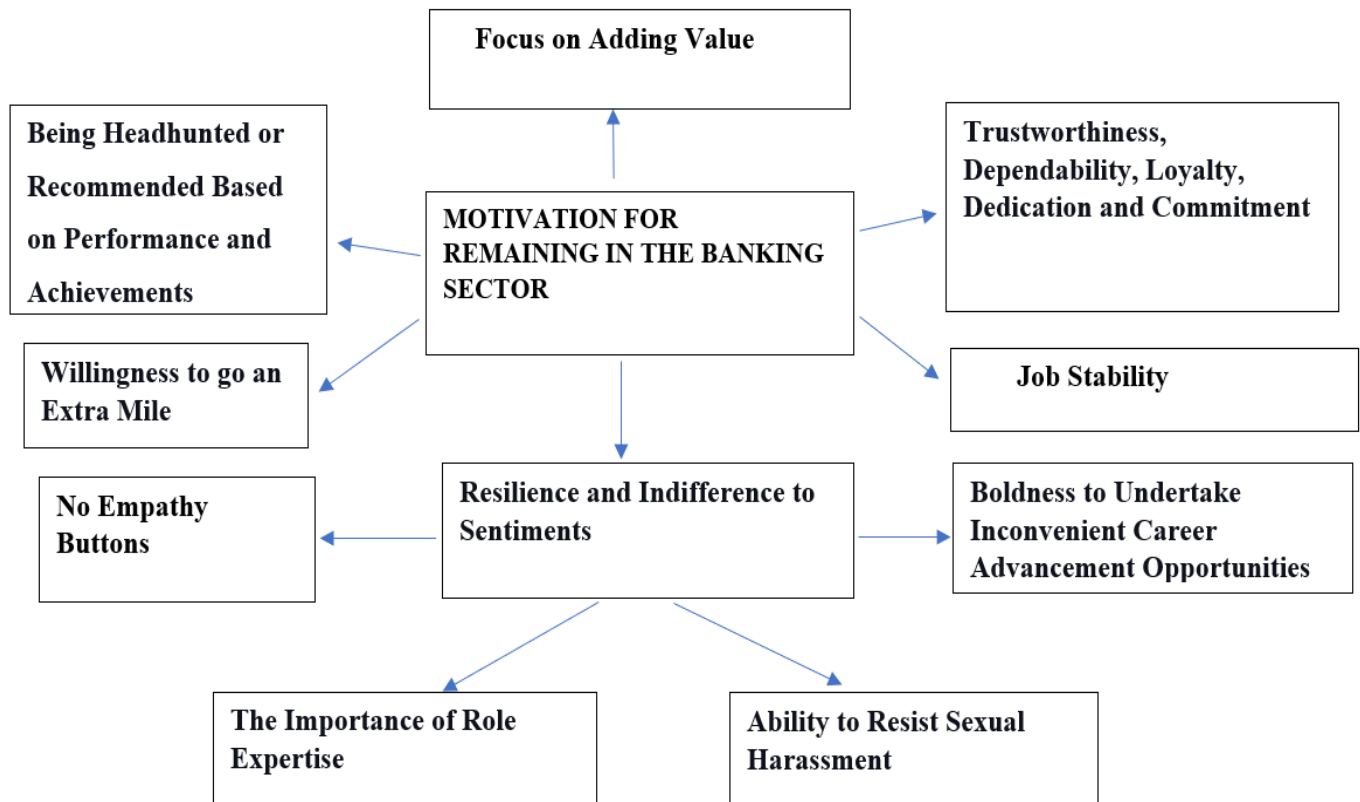 Focus on Adding Value
Being Headhunted or
Recommended Based
on Performance and
Achievements
Trustworthiness,
Dependability, Loyalty,
Dedication and Commitment
MOTIVATION FOR
REMAINING IN THE BANKING
SECTOR
Willingness to go an
Extra Mile
Job Stability
No Empathy
Buttons
Resilience and Indifference to
Sentiments
Boldness to Undertake
Inconvenient Career
Advancement Opportunities
The Importance of Role
Expertise
Ability to Resist Sexual
Harassment